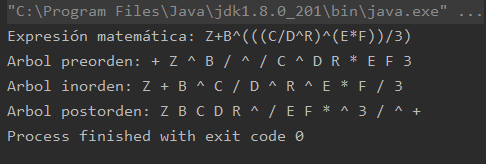 "C:\Program Files\Java\jdk1.8.0_201\bin\java.exe" ...
Expresión matemática: Z+B^(((C/D^R)^(E*F))/3)
Arbol preorden: + Z ^ B / ^ / C ^ D R * E F 3
Arbol inorden: Z + B ^ C / D ^ R ^ E * F / 3
Arbol postorden: Z B C D R ^ / E F * ^ 3 / ^ +
Process finished with exit code 0